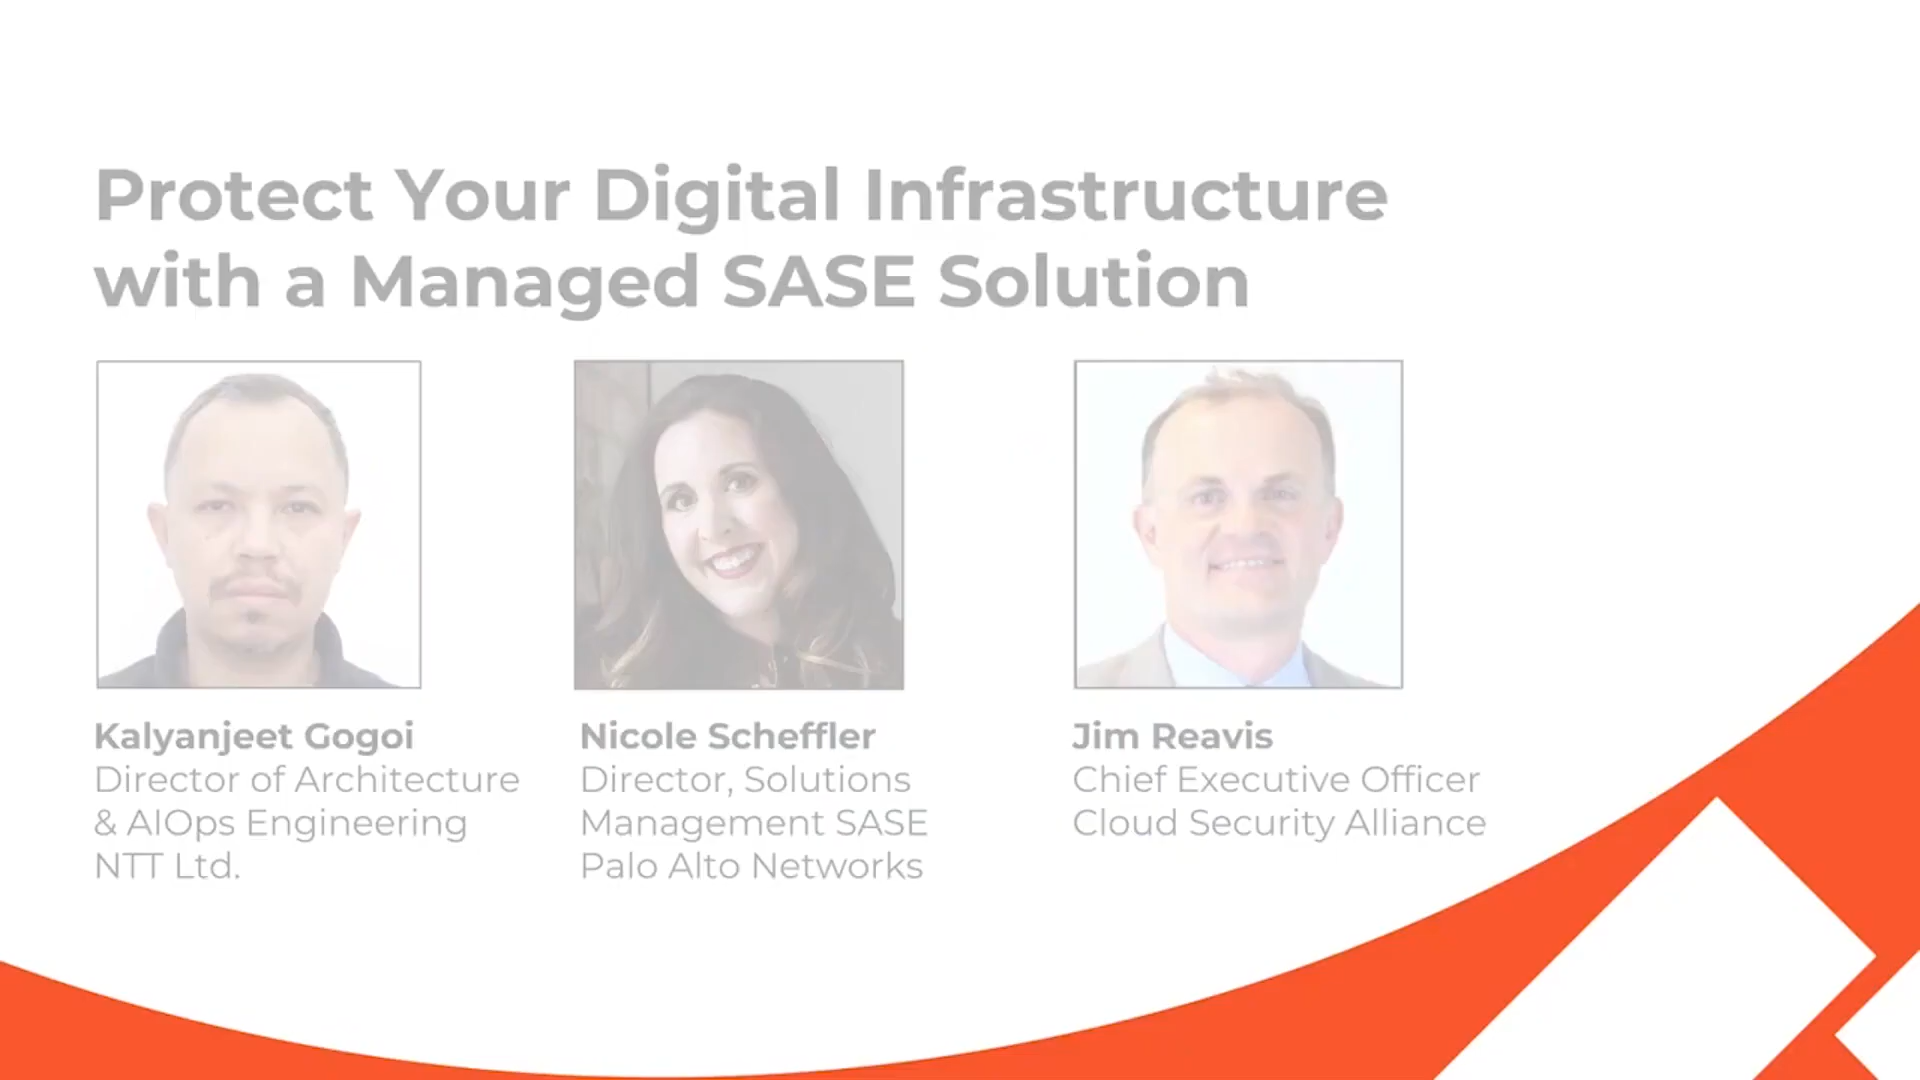 Protect Your Digital Infrastructure
with a Managed SASE Solution
Kalyanjeet Gogoi
Director of Architecture
& AIOps Engineering
NTT Ltd.
Nicole Scheffler
Director, Solutions
Management SASE
Palo Alto Networks
Jim Reavis
Chief Executive Officer
Cloud Security Alliance